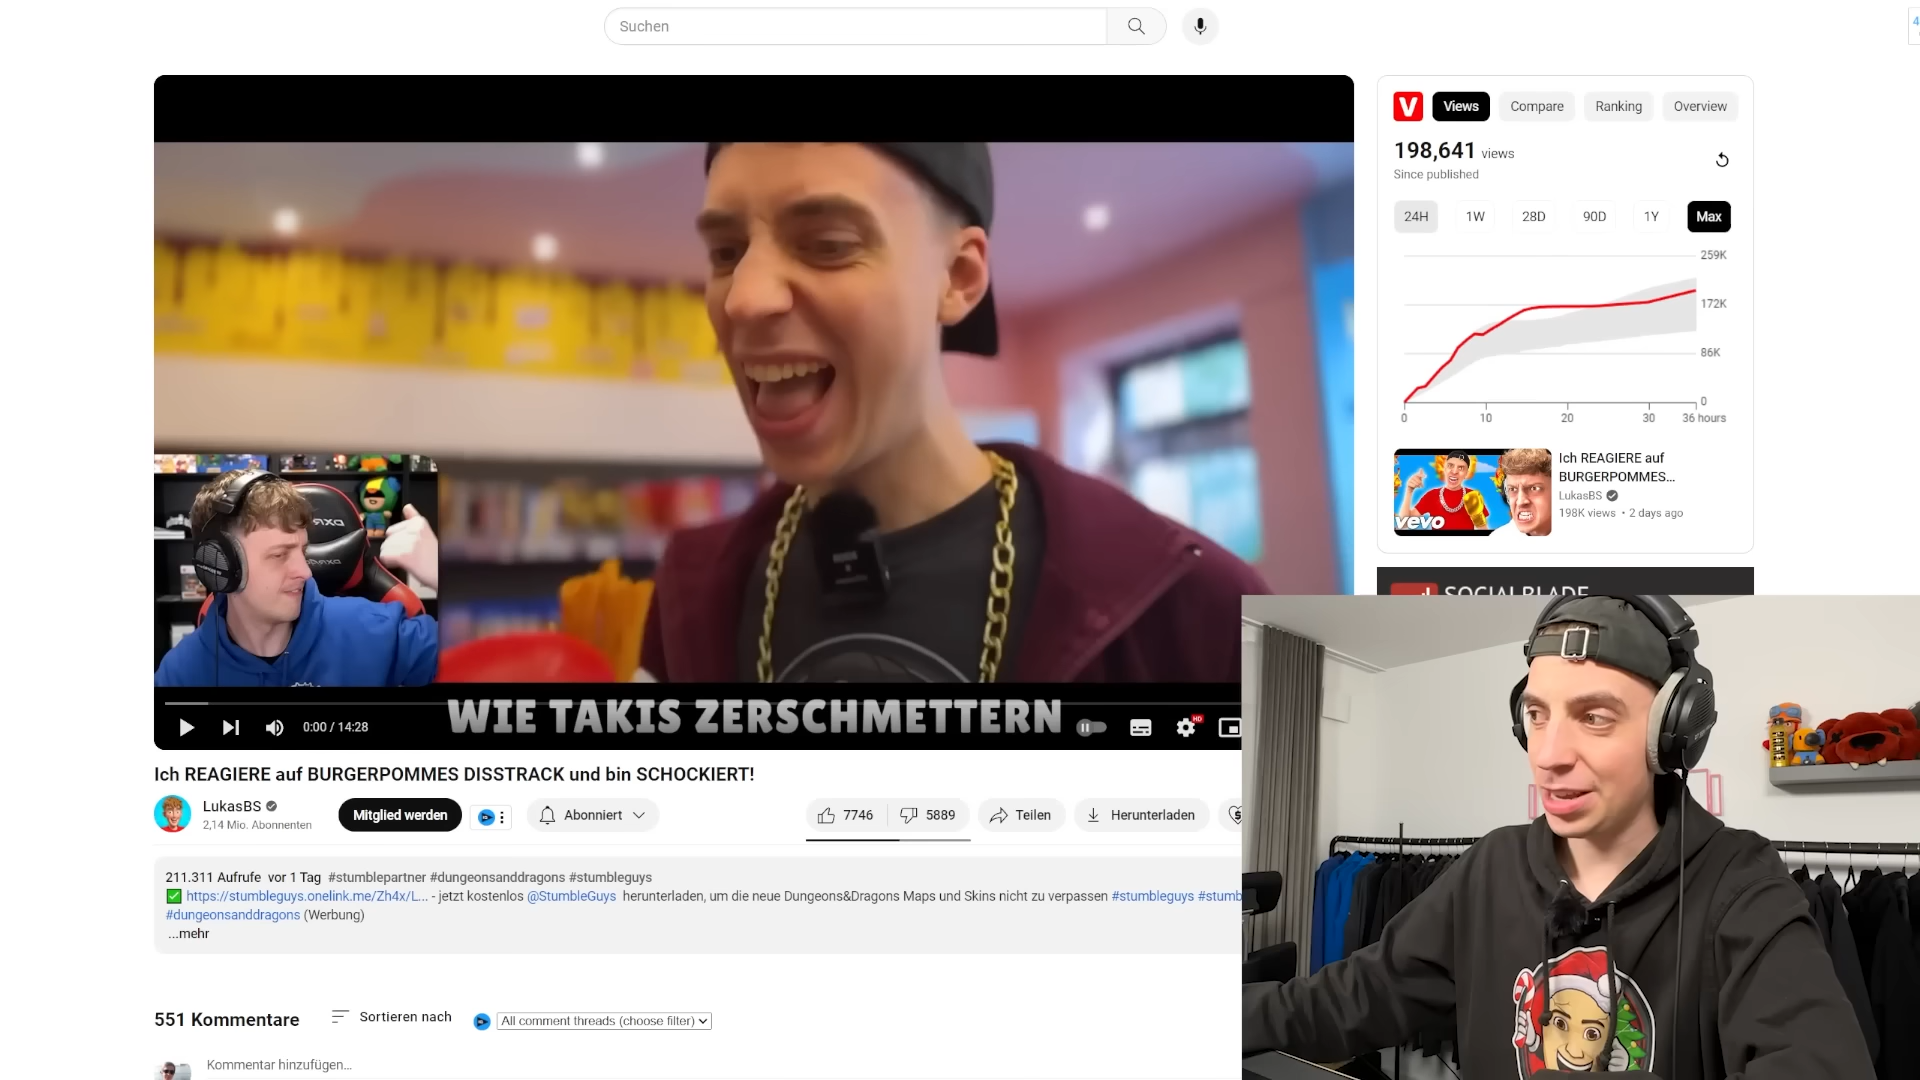 Suchen
4
V
Views
Compare
Ranking
Overview
198,641 views
Since published
24H
1W
28D
90D
1Y
Max
259K
172K
86K
0
0
10
20
30
36 hours
vevo
Ich REAGIERE auf
BURGERPOMMES...
LukasBS
198K views • 2 days ago
SOCIALBLADE
WIE TAKIS ZERSCHMETTERN
0:00 / 14:28
HD
Ich REAGIERE auf BURGERPOMMES DISSTRACK und bin SCHOCKIERT!
LukasBS
2,14 Mio. Abonnenten
Mitglied werden
Abonniert
7746
5889
Teilen
Herunterladen
211.311 Aufrufe vor 1 Tag #stumblepartner #dungeonsanddragons #stumbleguys
✅ https://stumbleguys.onelink.me/Zh4x/L... - jetzt kostenlos @StumbleGuys herunterladen, um die neue Dungeons&Dragons Maps und Skins nicht zu verpassen #stumbleguys #stumb
#dungeonsanddragons (Werbung)
...mehr
551 Kommentare
Sortieren nach
All comment threads (choose filter)
Kommentar hinzufügen...